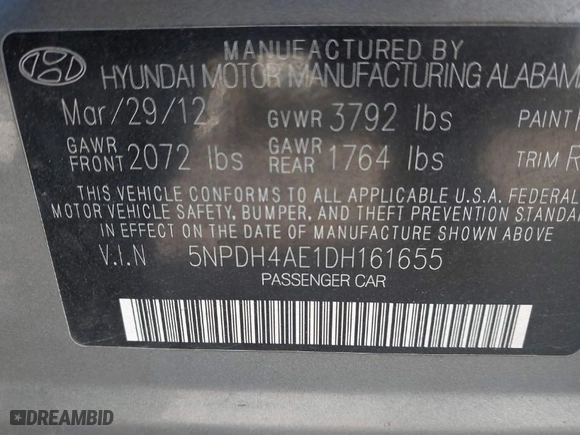 MANUFACTURED BY
HYUNDAI MOTOR MANUFACTURING ALABAM
Mar/29/12 GVWR 3792 lbs PAINT
GAWR FRONT 2072 lbs GAWR REAR 1764 lbs TRIM
THIS VEHICLE CONFORMS TO ALL APPLICABLE U.S.A. FEDERAL
MOTOR VEHICLE SAFETY, BUMPER, AND THEFT PREVENTION STANDA
IN EFFECT ON THE DATE OF MANUFACTURE SHOWN ABOVE
V.I.N 5NPDH4AE1DH161655
PASSENGER CAR
DREAMBID